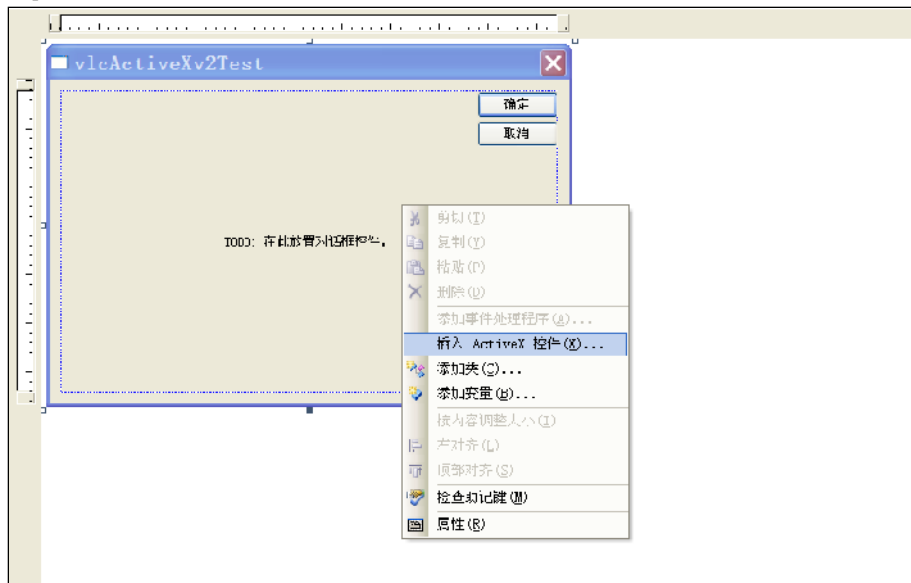 vlcActiveXv2Test
确定
取消
TODO: 在此放置对话框控件。
剪切(T)
复制(Y)
粘贴(P)
删除(D)
添加事件处理程序(A)...
插入 ActiveX 控件(X)...
添加类(C)...
添加变量(B)...
按内容调整大小(I)
左对齐(L)
顶部对齐(S)
检查助记键(M)
属性(R)